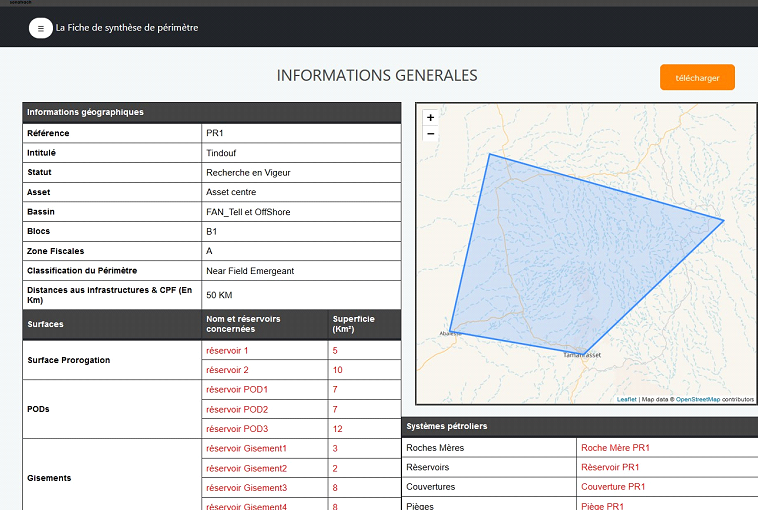 ☰ La Fiche de synthèse de périmètre
INFORMATIONS GENERALES
télécharger
Informations géographiques
Référence PR1
Intitulé Tindouf
Statut Recherche en Vigeur
Asset Asset centre
Bassin FAN_Tell et OffShore
Blocs B1
Zone Fiscales A
Classification du Périmètre Near Field Emergeant
Distances aus infrastructures & CPF (En
Km) 50 KM
Surfaces Nom et réservoirs
concernées Superficie
(Km²)
Surface Prorogation réservoir 1 5
réservoir 2 10
PODs réservoir POD1 7
réservoir POD2 7
réservoir POD3 12
Gisements réservoir Gisement1 3
réservoir Gisement2 2
réservoir Gisement3 8
réservoir Gisement4 8
+
−
Tamanrasset
Leaflet | Map data © OpenStreetMap contributors
Systèmes pétroliers
Roches Mères Roche Mère PR1
Rèservoirs Rèservoir PR1
Couvertures Couverture PR1
Pièges Piège PR1